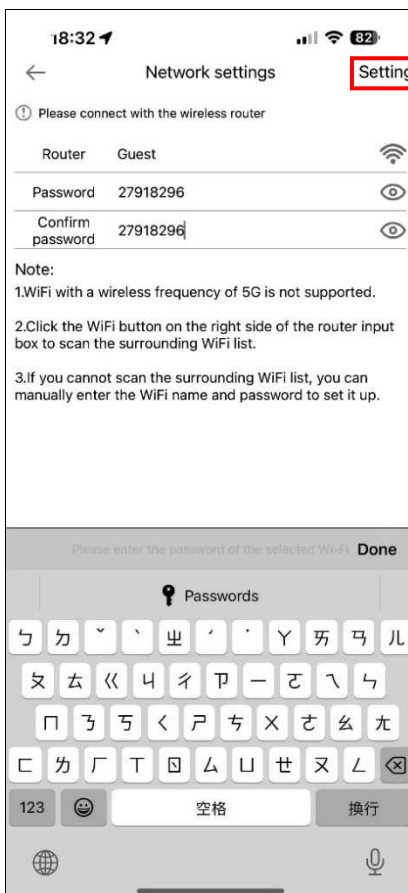 18:32
82
Network settings
Setting
Please connect with the wireless router
Router Guest
Password 27918296
Confirm password 27918296
Note:
1.WiFi with a wireless frequency of 5G is not supported.
2.Click the WiFi button on the right side of the router input
box to scan the surrounding WiFi list.
3.If you cannot scan the surrounding WiFi list, you can
manually enter the WiFi name and password to set it up.
Please enter the password of the selected Wi-Fi Done
Passwords
ㄅ ㄉ ˇ ˋ ㄓ ˊ ˙ ㄚ ㄞ ㄢ ㄦ
ㄆ ㄊ ㄍ ㄐ ㄔ ㄗ ㄧ ㄛ ㄟ ㄣ
ㄇ ㄋ ㄎ ㄑ ㄕ ㄘ ㄨ ㄜ ㄠ ㄤ
ㄈ ㄌ ㄏ ㄒ ㄖ ㄙ ㄩ ㄝ ㄡ ㄥ
123 空格 換行